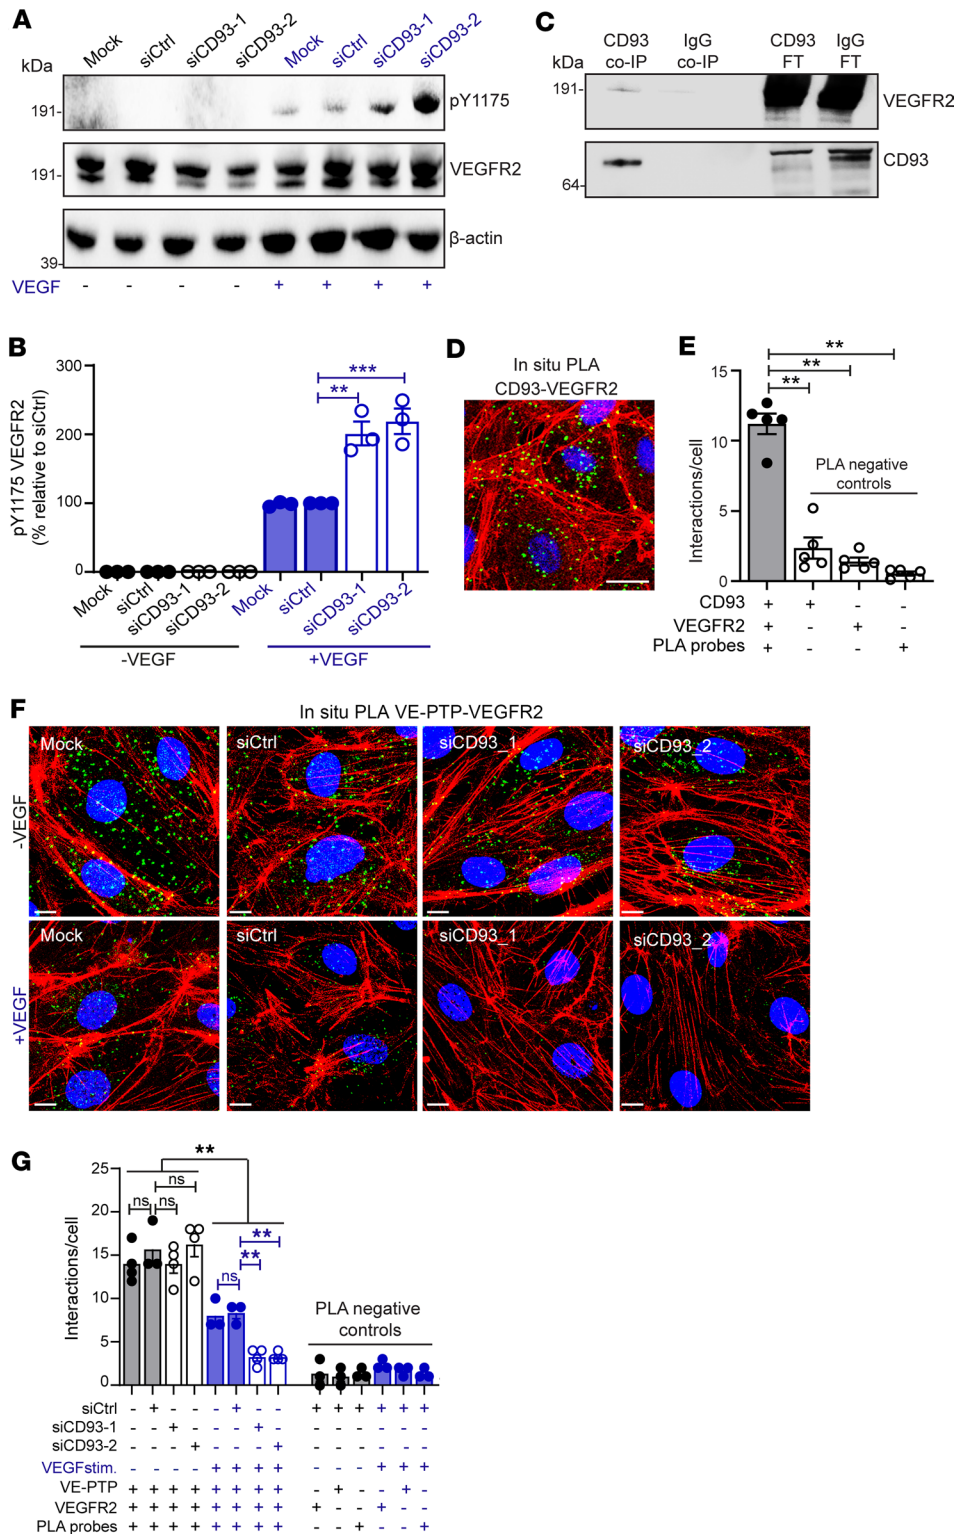 A
Mock siCtrl siCD93-1 siCD93-2 Mock siCtrl siCD93-1 siCD93-2
kDa
191- pY1175
191- VEGFR2
β-actin
39-
VEGF - - - - + + + +
C
CD93 co-IP IgG co-IP CD93 FT IgG FT
kDa
191- VEGFR2
CD93
64-
B
pY1175 VEGFR2
(% relative to siCtrl)
300
200
100
0
** ***
Mock siCtrl siCD93-1 siCD93-2 Mock siCtrl siCD93-1 siCD93-2
-VEGF +VEGF
D
In situ PLA
CD93-VEGFR2
E
Interactions/cell
15
10
5
0
**
**
**
PLA negative
controls
CD93 + + - -
VEGFR2 + - + -
PLA probes + - - +
F
In situ PLA VE-PTP-VEGFR2
-VEGF
Mock siCtrl siCD93_1 siCD93_2
+VEGF
Mock siCtrl siCD93_1 siCD93_2
G
Interactions/cell
25
20
15
10
5
0
**
ns
ns ns
**
**
ns
PLA negative
controls
siCtrl - + - - - + - - + + + + + +
siCD93-1 - - + - - - + - - - - - - -
siCD93-2 - - - + - - - + - - - - - -
VEGFstim. - - - - + + + + - - - + + +
VE-PTP + + + + + + + + - + - - + -
VEGFR2 + + + + + + + + + - - + - -
PLA probes + + + + + + + + - - + - - +